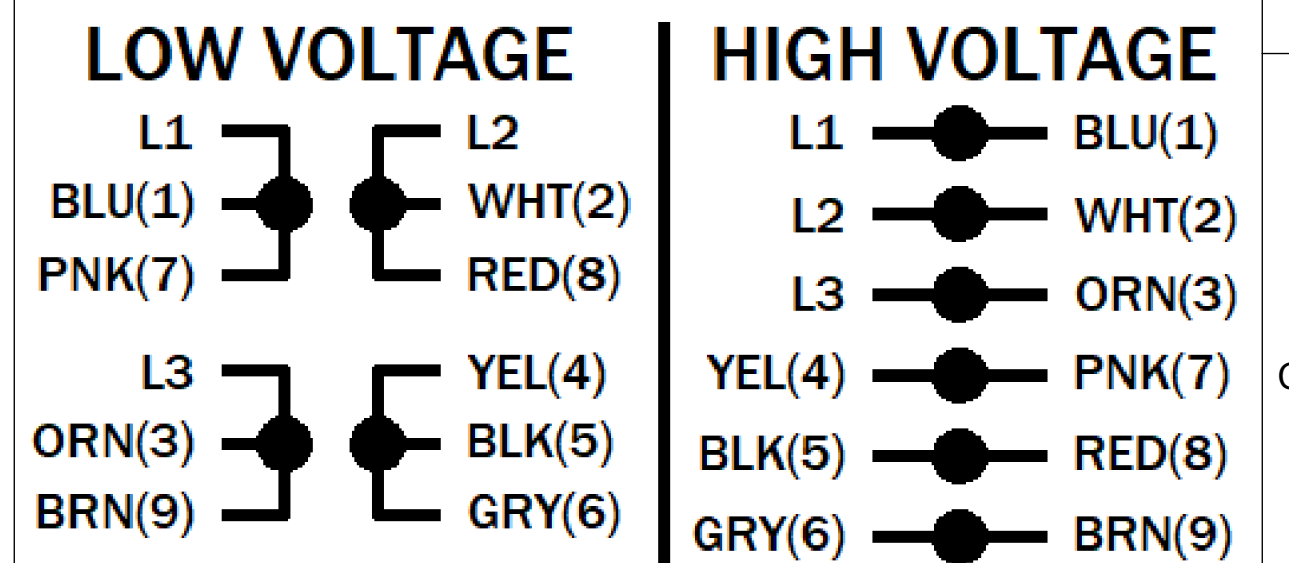 LOW VOLTAGE
L1 L2
BLU(1) WHT(2)
PNK(7) RED(8)
L3 YEL(4)
ORN(3) BLK(5)
BRN(9) GRY(6)
HIGH VOLTAGE
L1 BLU(1)
L2 WHT(2)
L3 ORN(3)
YEL(4) PNK(7)
BLK(5) RED(8)
GRY(6) BRN(9)